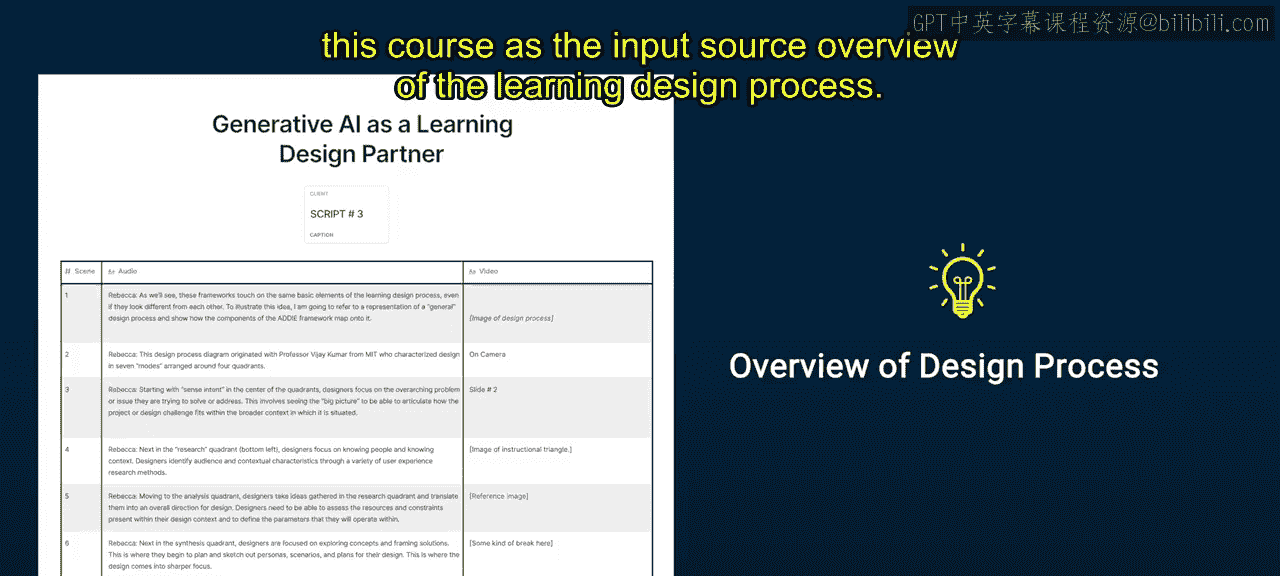 GPT中英字幕课程资源@bilibili.com
this course as the input source overview
of the learning design process.
Generative AI as a Learning
Design Partner
CLIENT
SCRIPT # 3
CAPTION
# Scene Aa Audio Aa Video
1 Rebecca: As we'll see, these frameworks touch on the same basic elements of the learning design process, even
if they look different from each other. To illustrate this idea, I am going to refer to a representation of a "general"
design process and show how the components of the ADDIE framework map onto it. [Image of design process]
2 Rebecca: This design process diagram originated with Professor Vijay Kumar from MIT who characterized design On Camera
in seven "modes" arranged around four quadrants.
3 Rebecca: Starting with "sense intent" in the center of the quadrants, designers focus on the overarching problem Slide # 2
or issue they are trying to solve or address. This involves seeing the "big picture" to be able to articulate how the
project or design challenge fits within the broader context in which it is situated.
4 Rebecca: Next in the "research" quadrant (bottom left), designers focus on knowing people and knowing [Image of instructional triangle.]
context. Designers identify audience and contextual characteristics through a variety of user experience
research methods.
5 Rebecca: Moving to the analysis quadrant, designers take ideas gathered in the research quadrant and translate [Reference image]
them into an overall direction for design. Designers need to be able to assess the resources and constraints
present within their design context and to define the parameters that they will operate within.
6 Rebecca: Next in the synthesis quadrant, designers are focused on exploring concepts and framing solutions. [Some kind of break here]
This is where they begin to plan and sketch out personas, scenarios, and plans for their design. This is where the
design comes into sharper focus.
Overview of Design Process